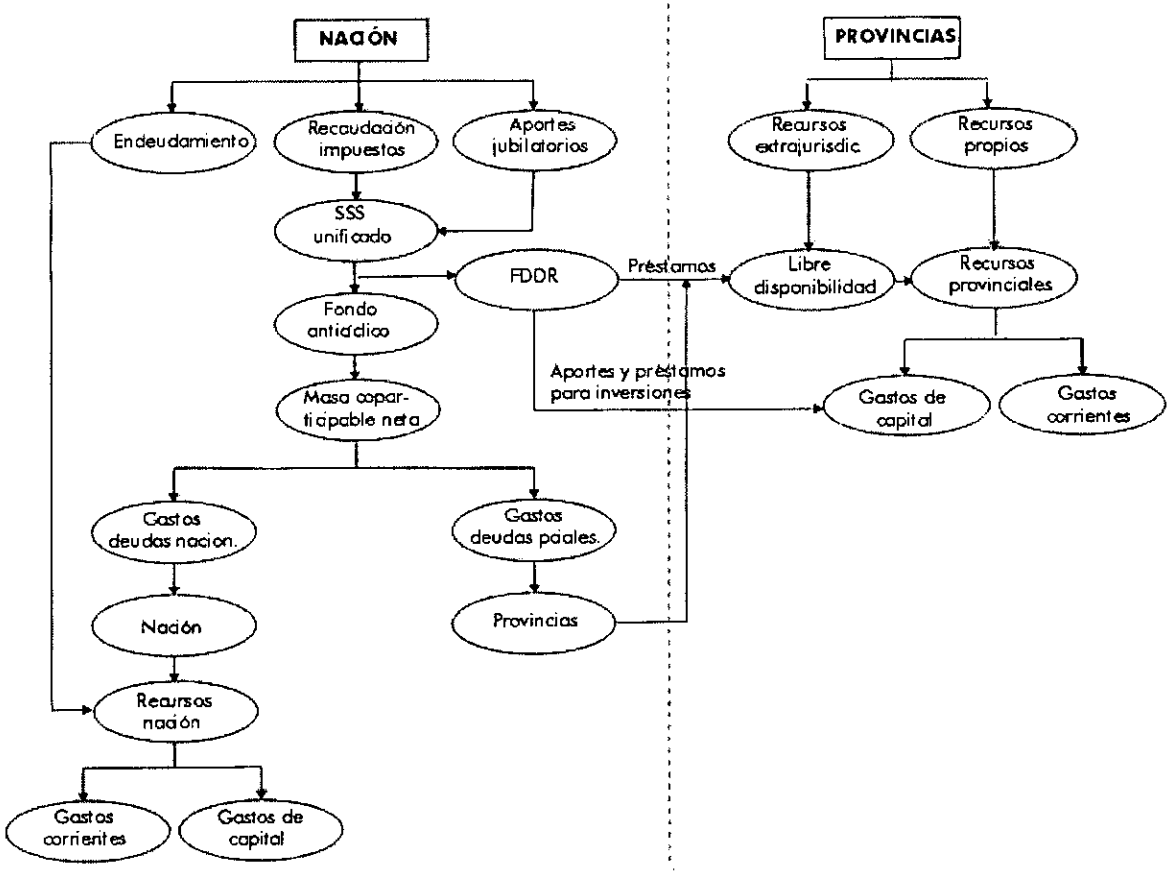 NACIÓN
PROVINCIAS
Endeudamiento
Recaudación
impuestos
Aportes
jubilatorios
Recursos
extrajurisdic.
Recursos
propios
SSS
unificado
FDDR
Préstamos
Libre
disponibilidad
Recursos
provinciales
Fondo
anticíclico
Aportes y préstamos
para inversiones
Masa copar-
ticipable neta
Gastos de
capital
Gastos
corrientes
Gastos
deudas nacion.
Gastos
deudas pciales.
Nación
Provincias
Recursos
nación
Gastos
corrientes
Gastos de
capital